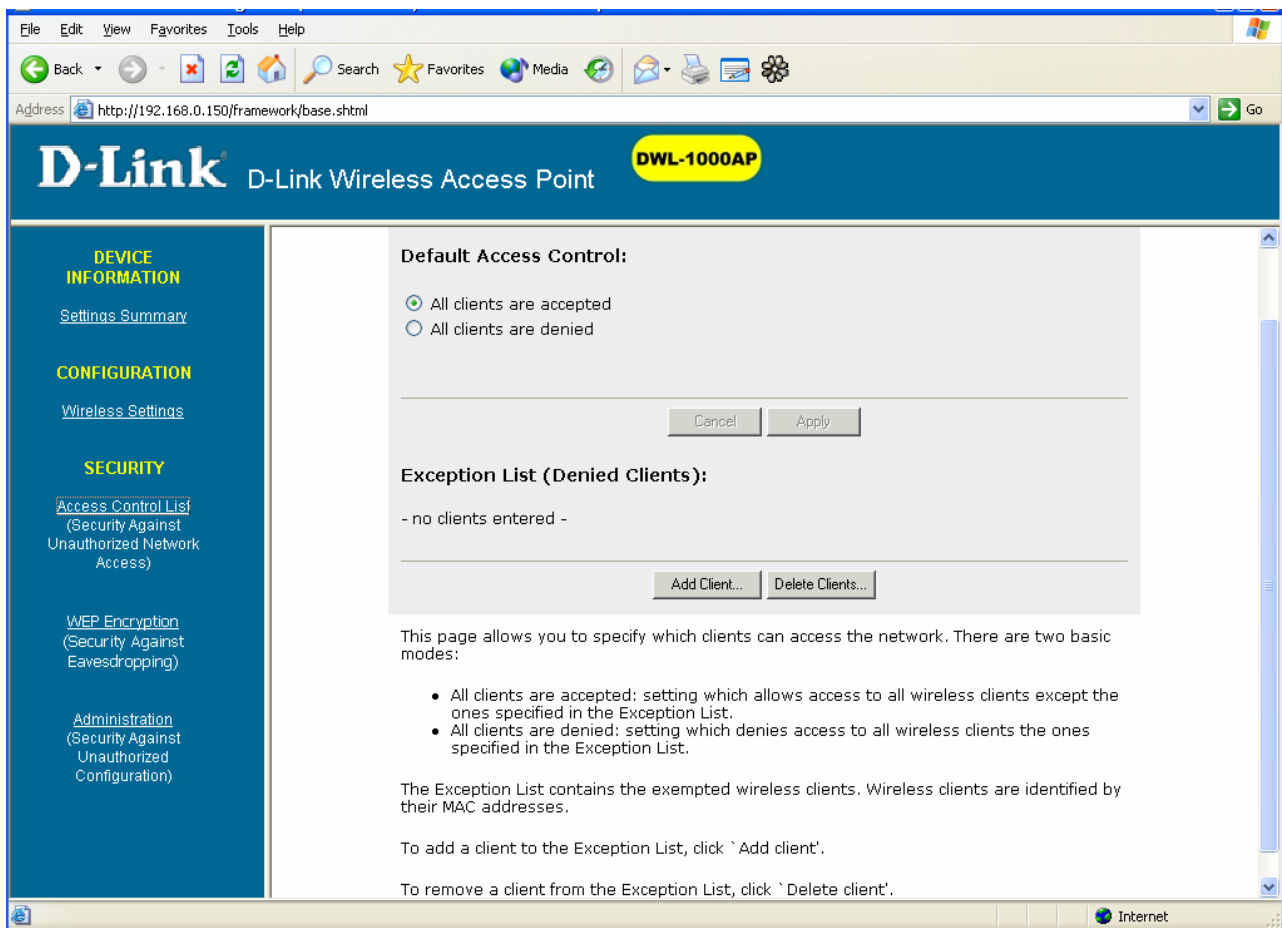 File Edit View Favorites Tools Help
Back Search Favorites Media
Address http://192.168.0.150/framework/base.shtml Go
D-Link D-Link Wireless Access Point DWL-1000AP
DEVICE
INFORMATION
Settings Summary
CONFIGURATION
Wireless Settings
SECURITY
Access Control List
(Security Against
Unauthorized Network
Access)
WEP Encryption
(Security Against
Eavesdropping)
Administration
(Security Against
Unauthorized
Configuration)
Default Access Control:
All clients are accepted
All clients are denied
Cancel Apply
Exception List (Denied Clients):
- no clients entered -
Add Client... Delete Clients...
This page allows you to specify which clients can access the network. There are two basic
modes:
• All clients are accepted: setting which allows access to all wireless clients except the
ones specified in the Exception List.
• All clients are denied: setting which denies access to all wireless clients the ones
specified in the Exception List.
The Exception List contains the exempted wireless clients. Wireless clients are identified by
their MAC addresses.
To add a client to the Exception List, click `Add client'.
To remove a client from the Exception List, click `Delete client'.
Internet